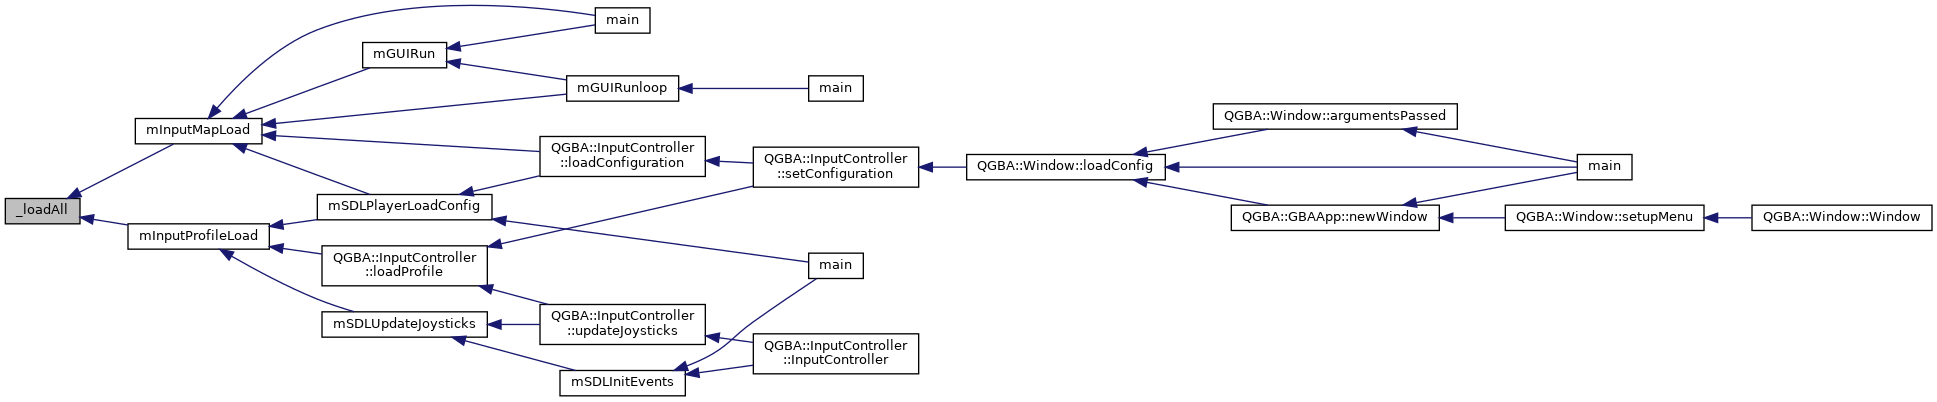 _loadAll
mInputMapLoad
mInputProfileLoad
mGUIRun
mSDLPlayerLoadConfig
QGBA::InputController
::loadProfile
mSDLUpdateJoysticks
main
mGUIRunloop
QGBA::InputController
::loadConfiguration
QGBA::InputController
::updateJoysticks
mSDLInitEvents
main
QGBA::InputController
::setConfiguration
main
QGBA::InputController
::InputController
QGBA::Window::loadConfig
QGBA::Window::argumentsPassed
QGBA::GBAApp::newWindow
main
QGBA::Window::setupMenu
QGBA::Window::Window